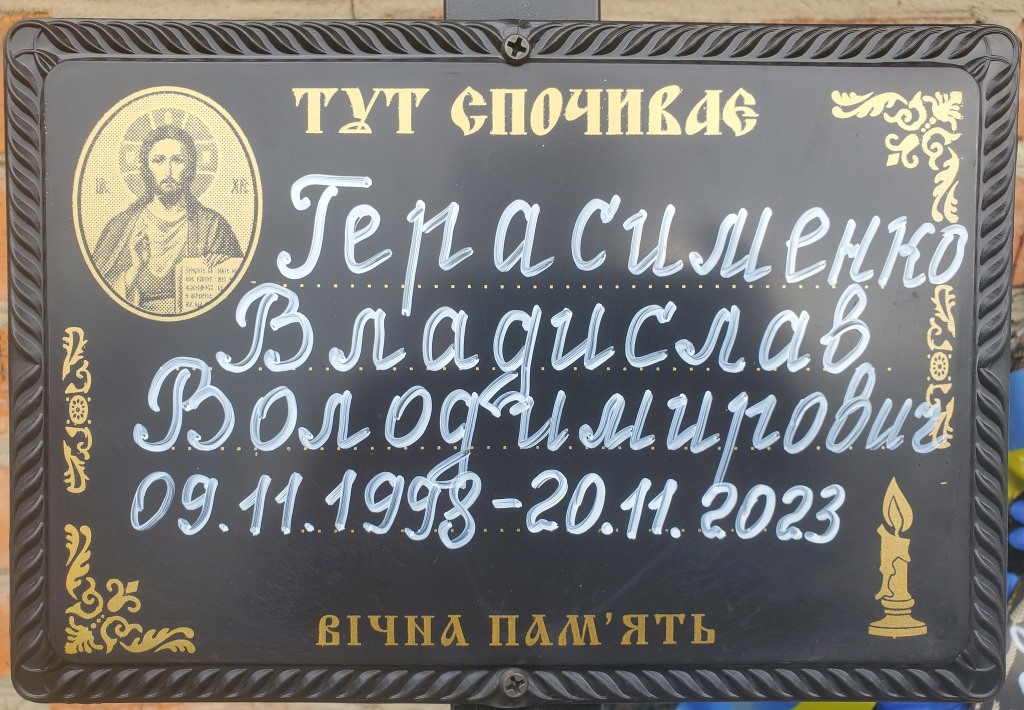 ТУТ СПОЧИВАЄ
Герасименко
Владислав
Володимирович
09.11.1998-20.11.2023
ВІЧНА ПАМ'ЯТЬ